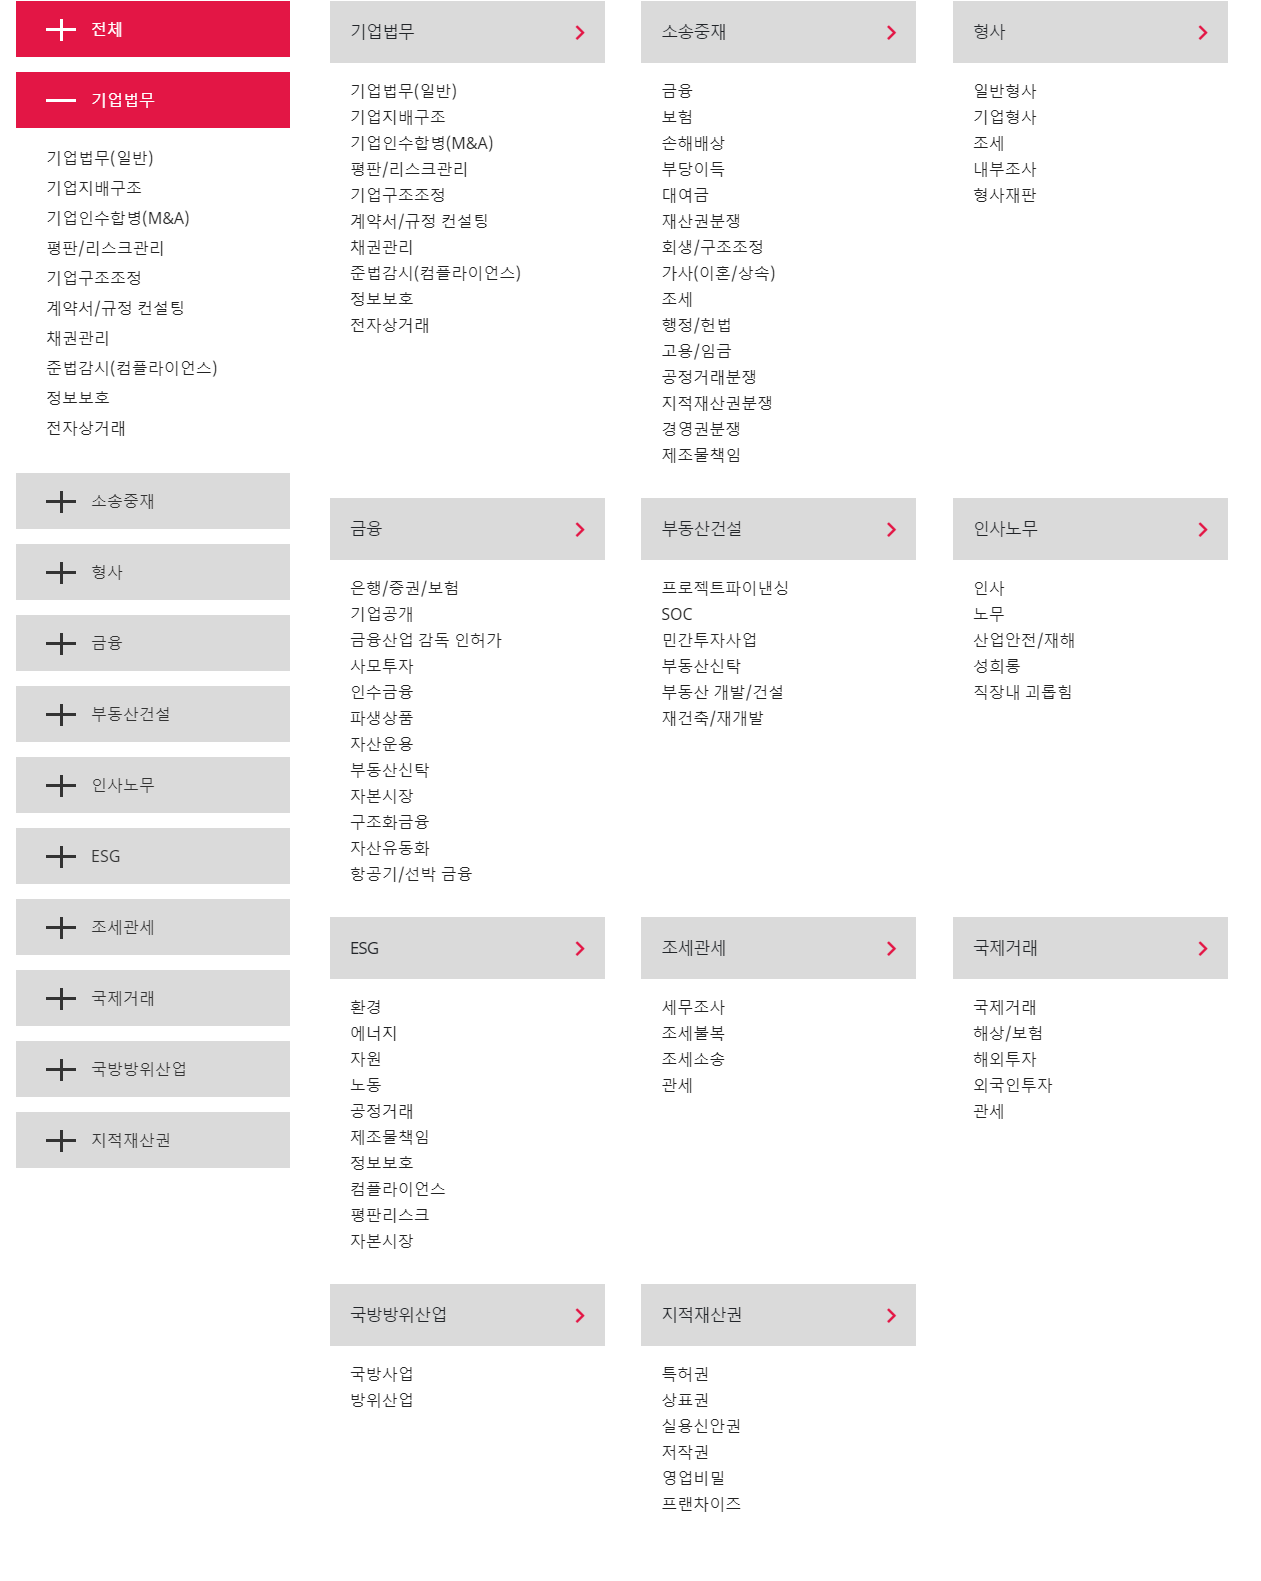 전체
기업법무
기업법무(일반)
기업지배구조
기업인수합병(M&A)
평판/리스크관리
기업구조조정
계약서/규정 컨설팅
채권관리
준법감시(컴플라이언스)
정보보호
전자상거래
소송중재
형사
금융
부동산건설
인사노무
ESG
조세관세
국제거래
국방방위산업
지적재산권
기업법무
기업법무(일반)
기업지배구조
기업인수합병(M&A)
평판/리스크관리
기업구조조정
계약서/규정 컨설팅
채권관리
준법감시(컴플라이언스)
정보보호
전자상거래
소송중재
금융
보험
손해배상
부당이득
대여금
재산권분쟁
회생/구조조정
가사(이혼/상속)
조세
행정/헌법
고용/임금
공정거래분쟁
지적재산권분쟁
경영권분쟁
제조물책임
형사
일반형사
기업형사
조세
내부조사
형사재판
금융
은행/증권/보험
기업공개
금융산업 감독 인허가
사모투자
인수금융
파생상품
자산운용
부동산신탁
자본시장
구조화금융
자산유동화
항공기/선박 금융
부동산건설
프로젝트파이낸싱
SOC
민간투자사업
부동산신탁
부동산 개발/건설
재건축/재개발
인사노무
인사
노무
산업안전/재해
성희롱
직장내 괴롭힘
ESG
환경
에너지
자원
노동
공정거래
제조물책임
정보보호
컴플라이언스
평판리스크
자본시장
조세관세
세무조사
조세불복
조세소송
관세
국제거래
국제거래
해상/보험
해외투자
외국인투자
관세
국방방위산업
국방사업
방위산업
지적재산권
특허권
상표권
실용신안권
저작권
영업비밀
프랜차이즈